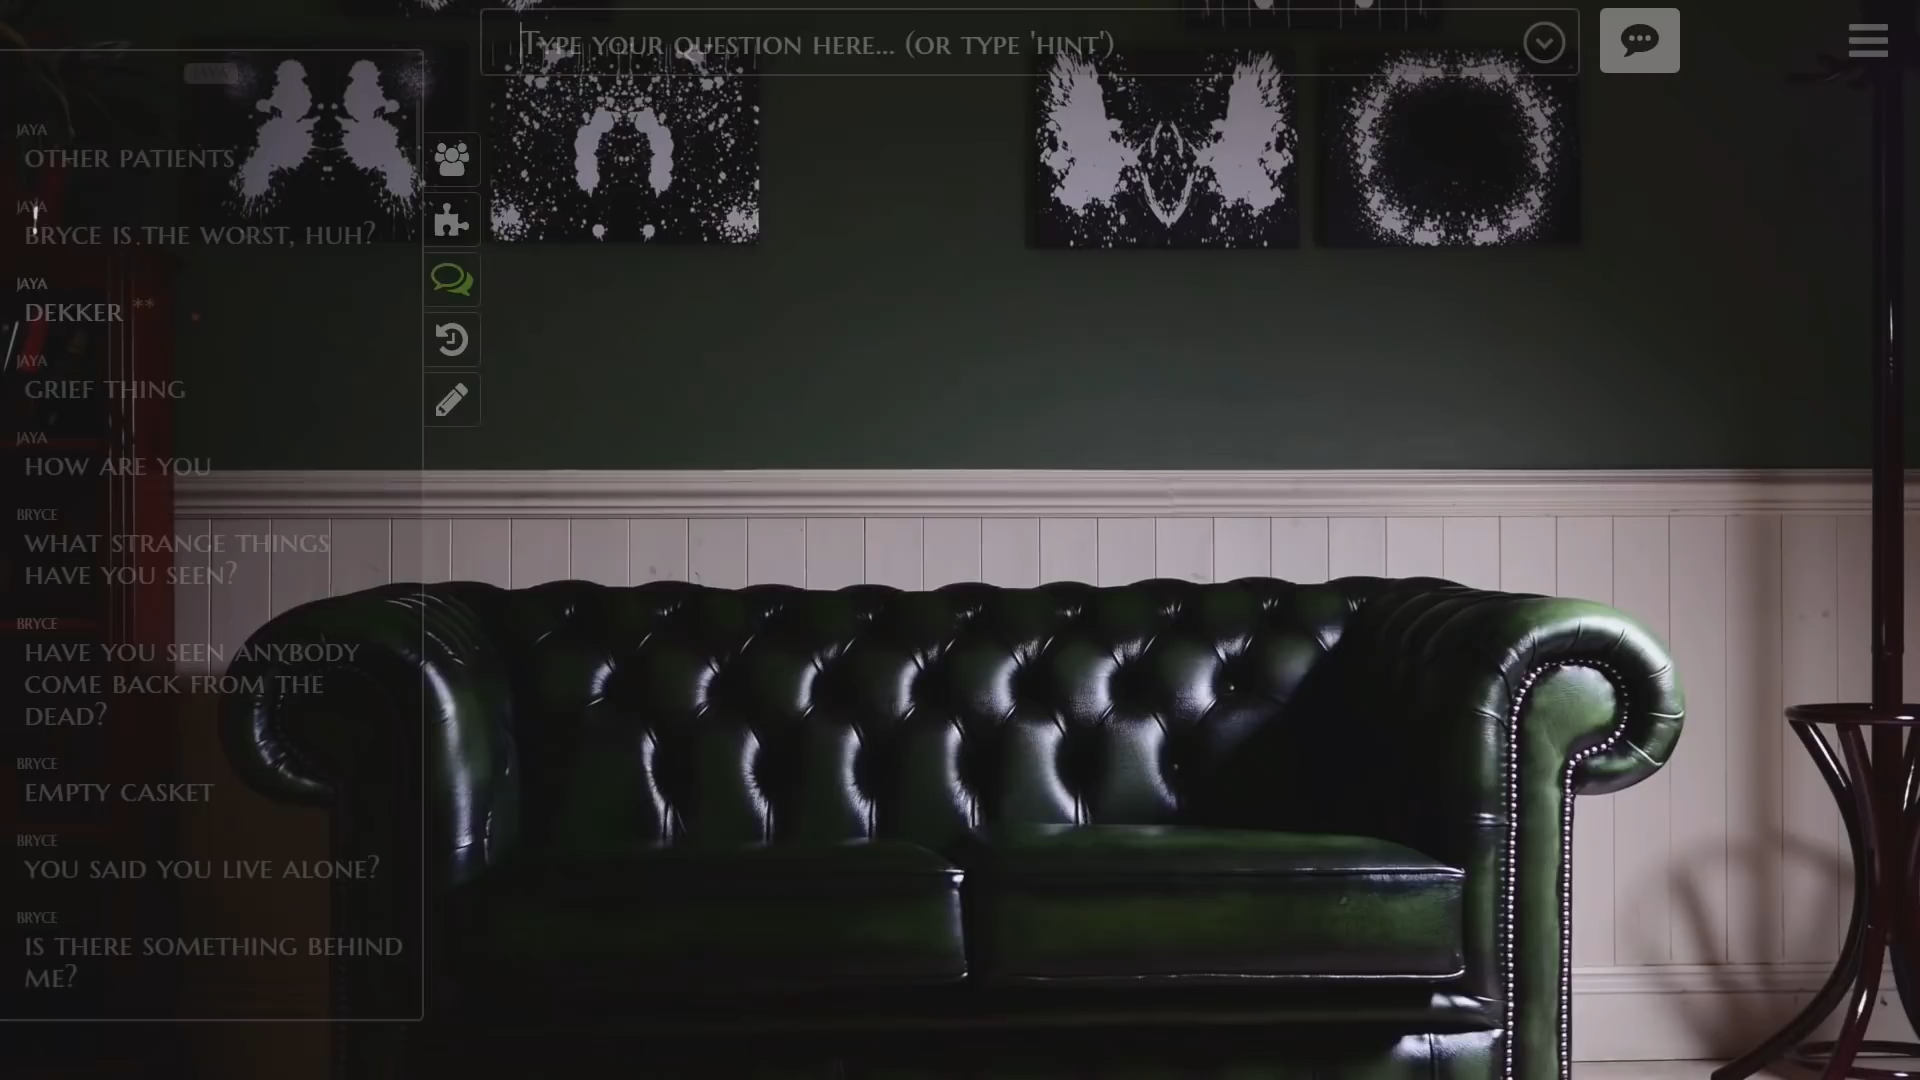 Type your question here... (or type 'hint')
JAYA
JAYA
OTHER PATIENTS
JAYA
BRYCE IS THE WORST, HUH?
JAYA
DEKKER **
JAYA
GRIEF THING
JAYA
HOW ARE YOU
BRYCE
WHAT STRANGE THINGS
HAVE YOU SEEN?
BRYCE
HAVE YOU SEEN ANYBODY
COME BACK FROM THE
DEAD?
BRYCE
EMPTY CASKET
BRYCE
YOU SAID YOU LIVE ALONE?
BRYCE
IS THERE SOMETHING BEHIND
ME?